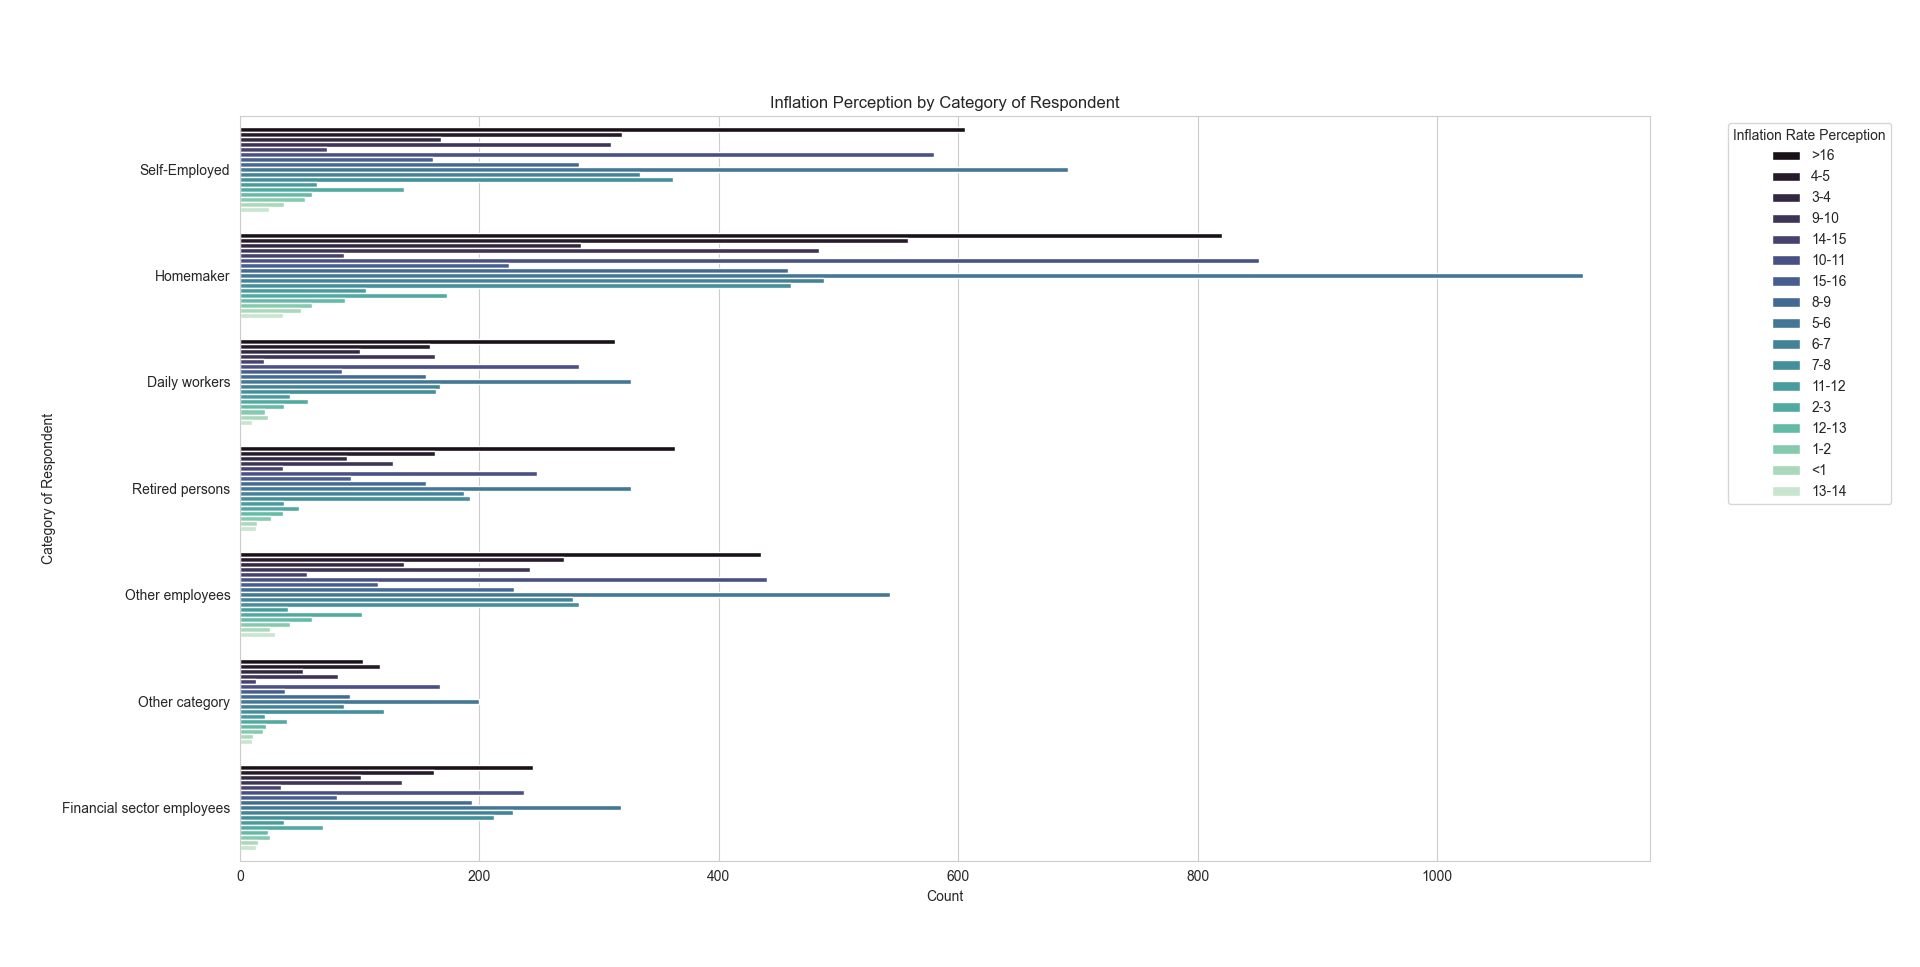 Inflation Perception by Category of Respondent
Category of Respondent
Self-Employed
Homemaker
Daily workers
Retired persons
Other employees
Other category
Financial sector employees
0 200 400 600 800 1000
Count
Inflation Rate Perception
>16
4-5
3-4
9-10
14-15
10-11
15-16
8-9
5-6
6-7
7-8
11-12
2-3
12-13
1-2
<1
13-14